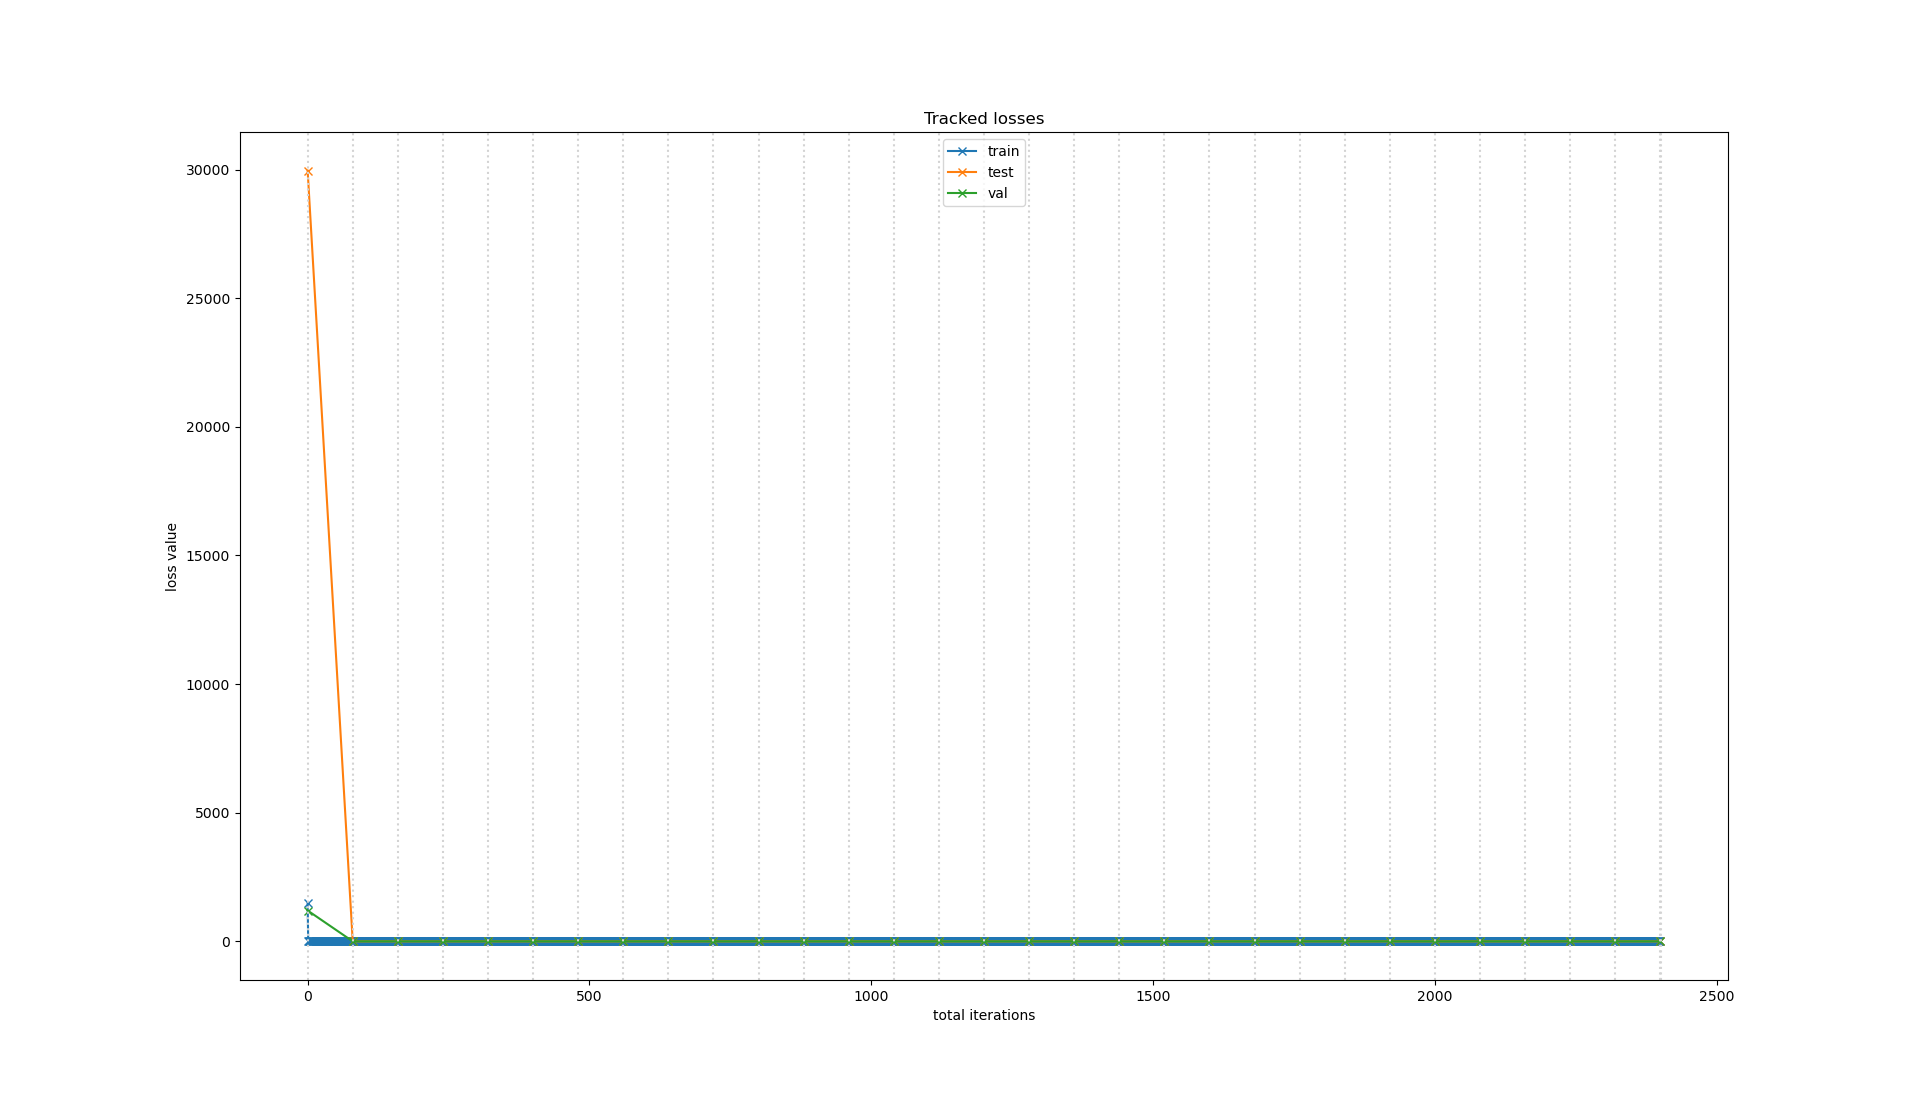 Tracked losses
train
test
val
30000
25000
20000
15000
10000
5000
0
loss value
0 500 1000 1500 2000 2500
total iterations